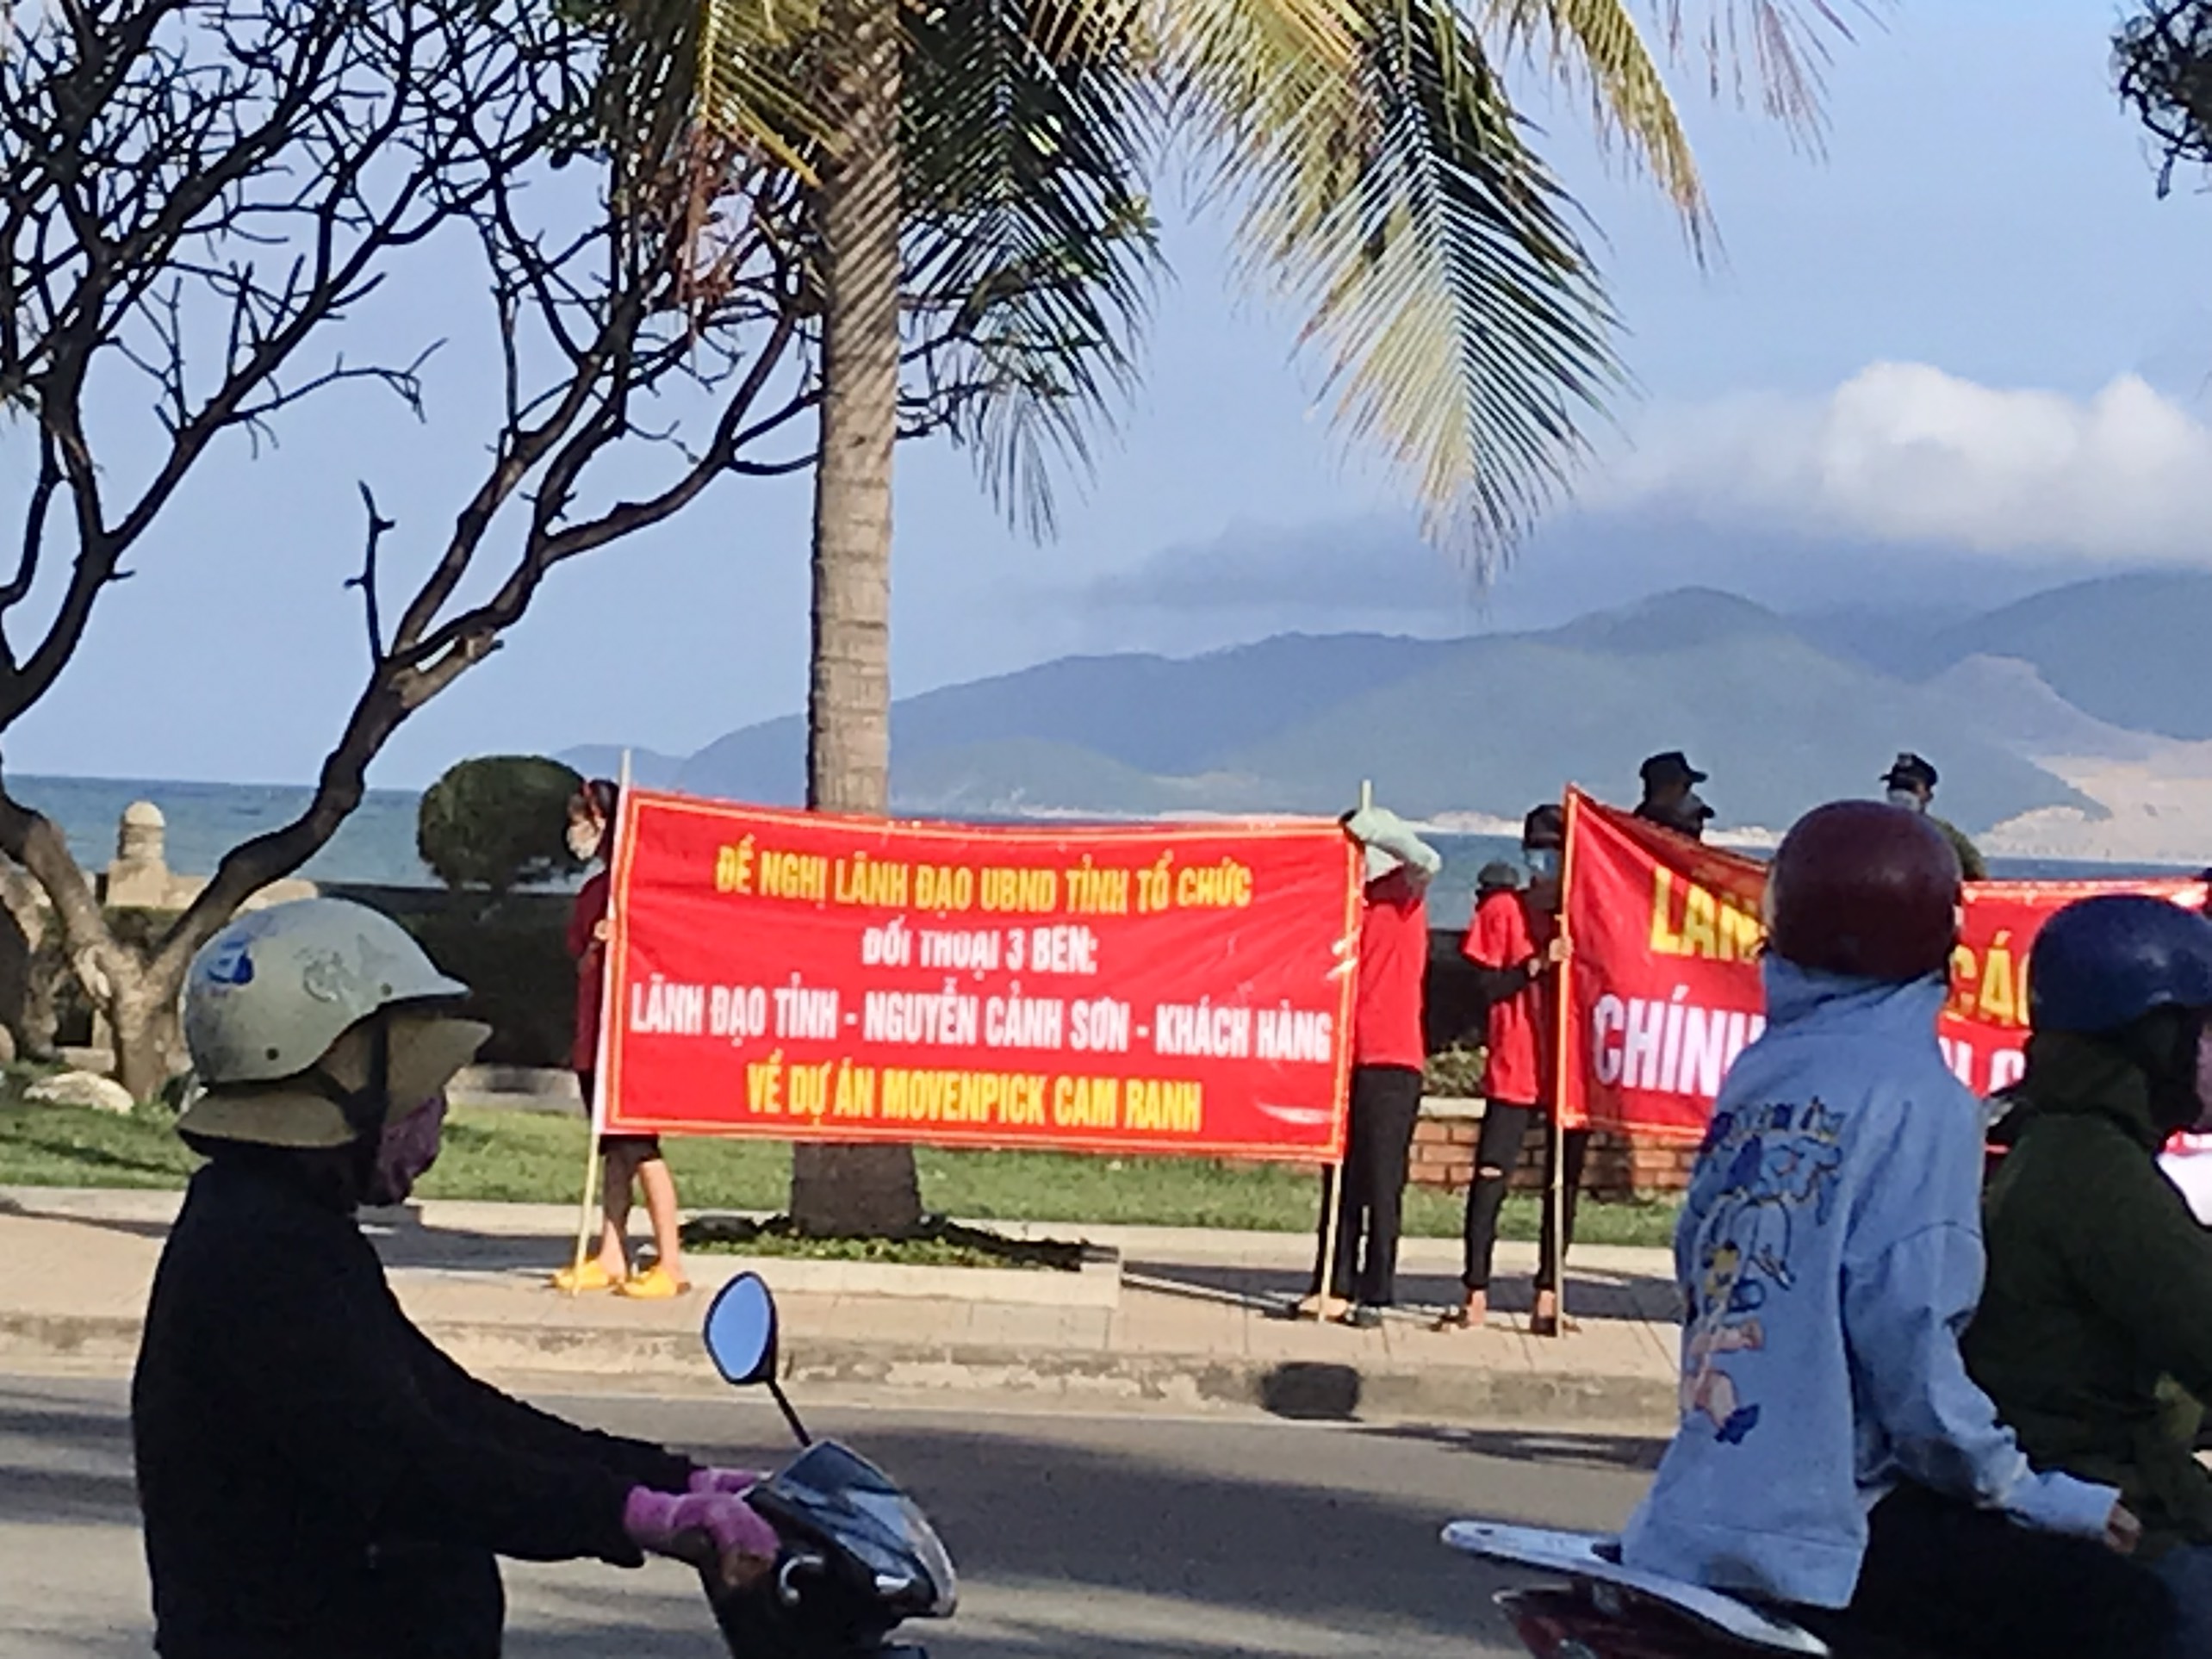 ĐỀ NGHỊ LÃNH ĐẠO UBND TỈNH TỔ CHỨC
ĐỐI THOẠI 3 BÊN:
LÃNH ĐẠO TỈNH - NGUYỄN CẢNH SƠN - KHÁCH HÀNG
VỀ DỰ ÁN MOVENPICK CAM RANH
CHÍNH